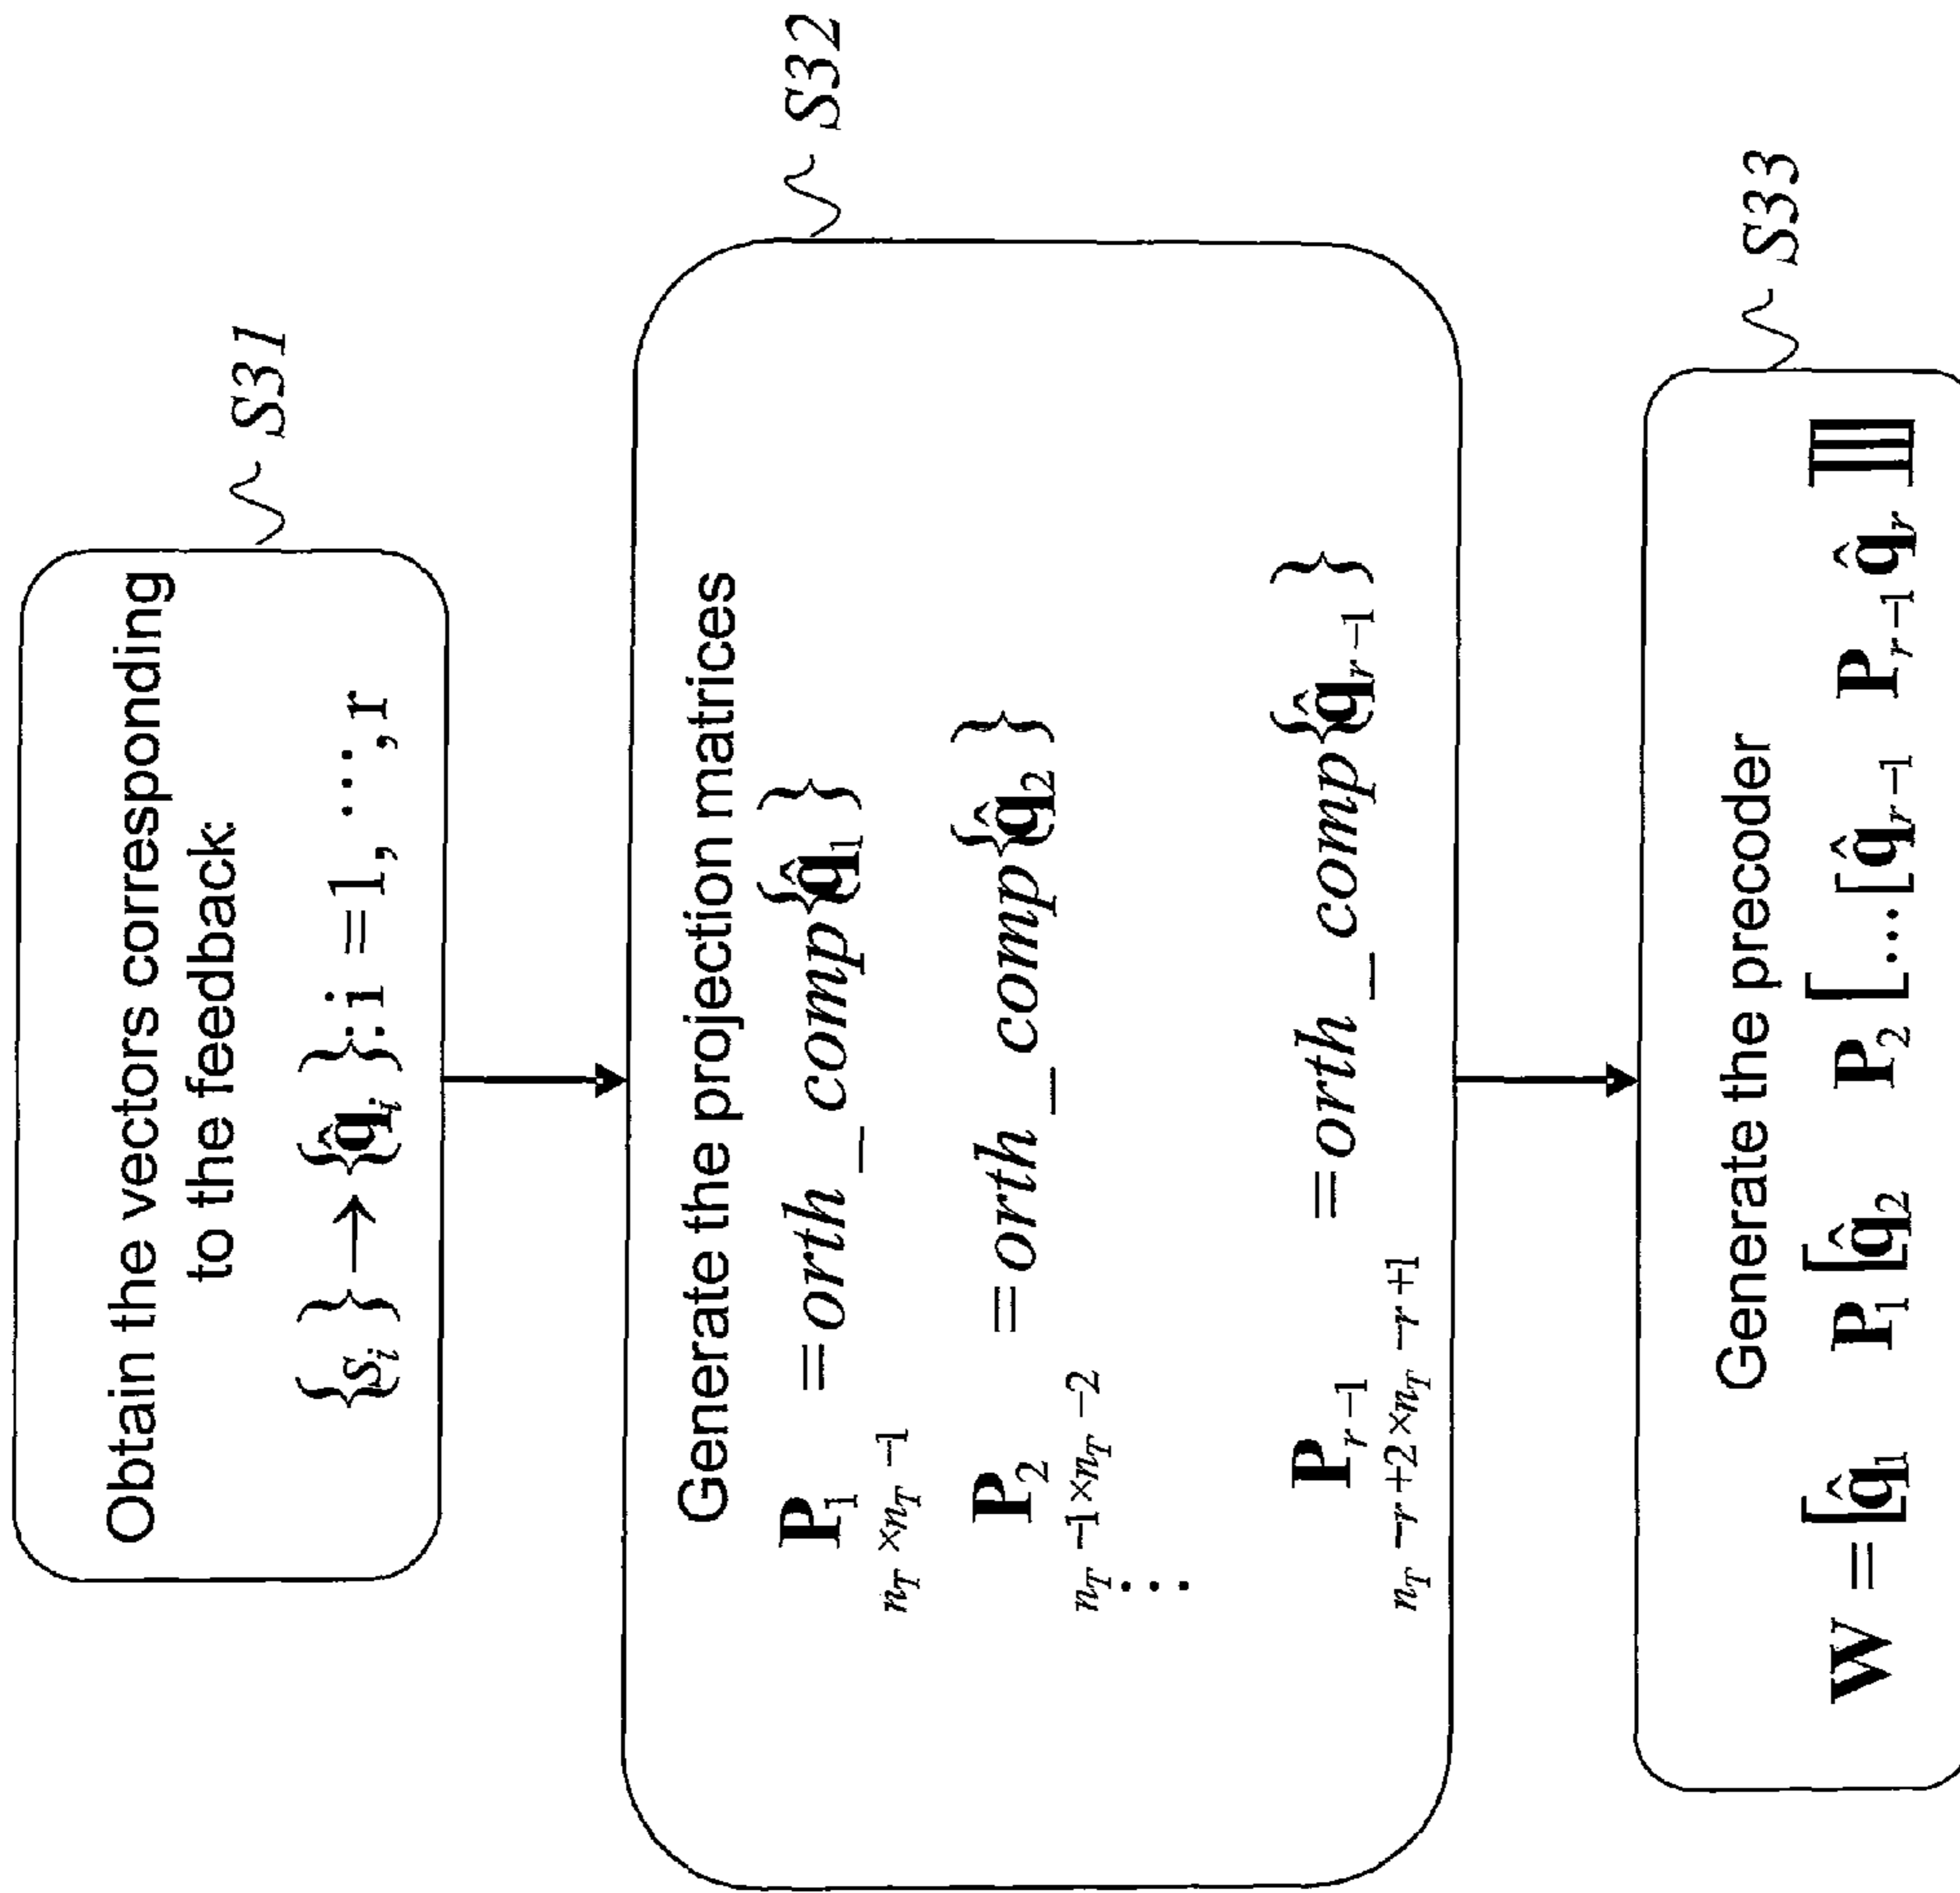 Obtain the vectors corresponding
to the feedback:
{s_i} → {q̂_i}: i = 1, ⋯, r
S31
Generate the projection matrices
P_1 = orth_comp{q̂_1}
n_T × n_T −1
P_2 = orth_comp{q̂_2}
n_T −1 × n_T −2
⋮
P_{r−1} = orth_comp{q̂_{r−1}}
n_T −r+2 × n_T −r+1
S32
Generate the precoder
W = [q̂_1 P_1 [q̂_2 P_2 […[q̂_{r−1} P_{r−1} q̂_r ]]]]
S33